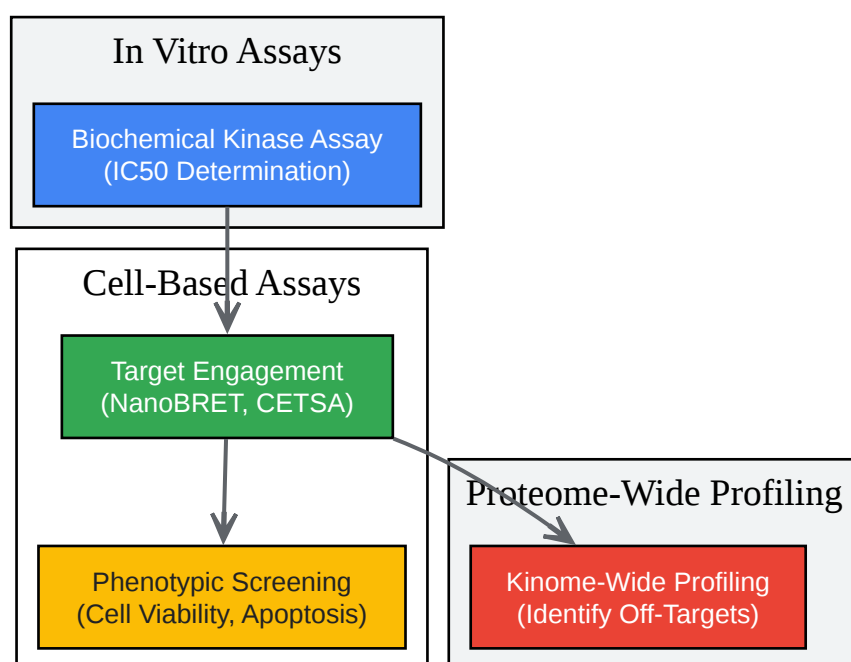 In Vitro Assays
Biochemical Kinase Assay
(IC50 Determination)
Cell-Based Assays
Target Engagement
(NanoBRET, CETSA)
Proteome-Wide Profiling
Phenotypic Screening
(Cell Viability, Apoptosis)
Kinome-Wide Profiling
(Identify Off-Targets)